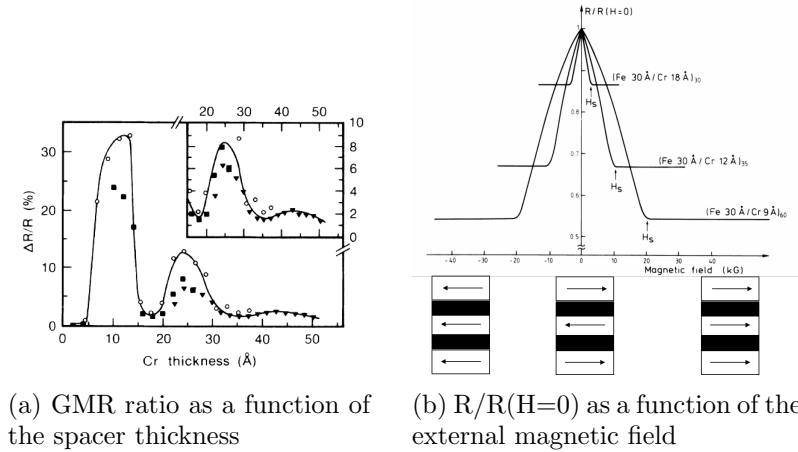 20 30 40 50
10
8
6
4
2
0
30
20
10
0
ΔR/R (%)
0 10 20 30 40 50
Cr thickness (Å)
R/R(H=0)
1
0.9
0.8
0.7
0.6
0.5
(Fe 30 Å/Cr 18 Å)30
Hs
(Fe 30 Å/Cr 12 Å)35
Hs
(Fe 30 Å/Cr 9 Å)60
Hs
-40 -30 -20 -10 0 10 20 30 40
Magnetic field (kG)
(a) GMR ratio as a function of
the spacer thickness
(b) R/R(H=0) as a function of the
external magnetic field